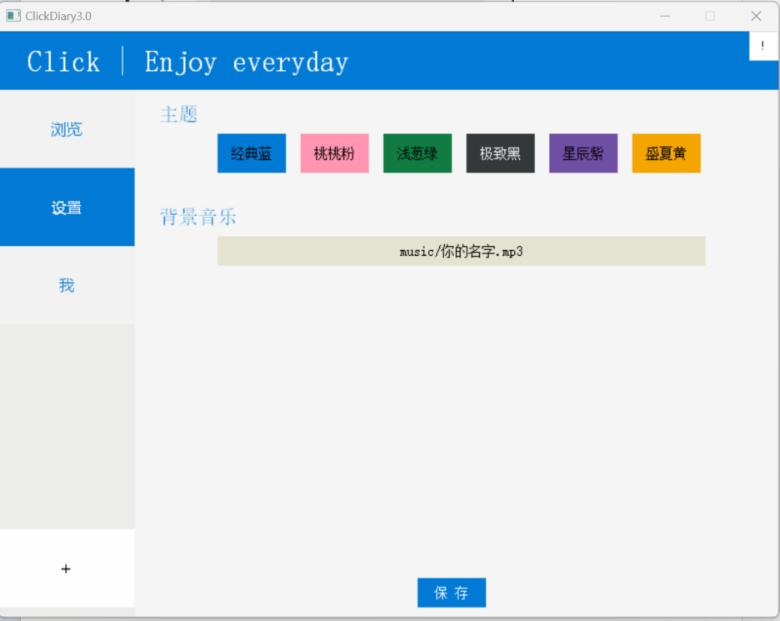 ClickDiary3.0
Click | Enjoy everyday
!
浏览
设置
我
+
主题
经典蓝 桃桃粉 浅葱绿 极致黑 星辰紫 盛夏黄
背景音乐
music/你的名字.mp3
保 存